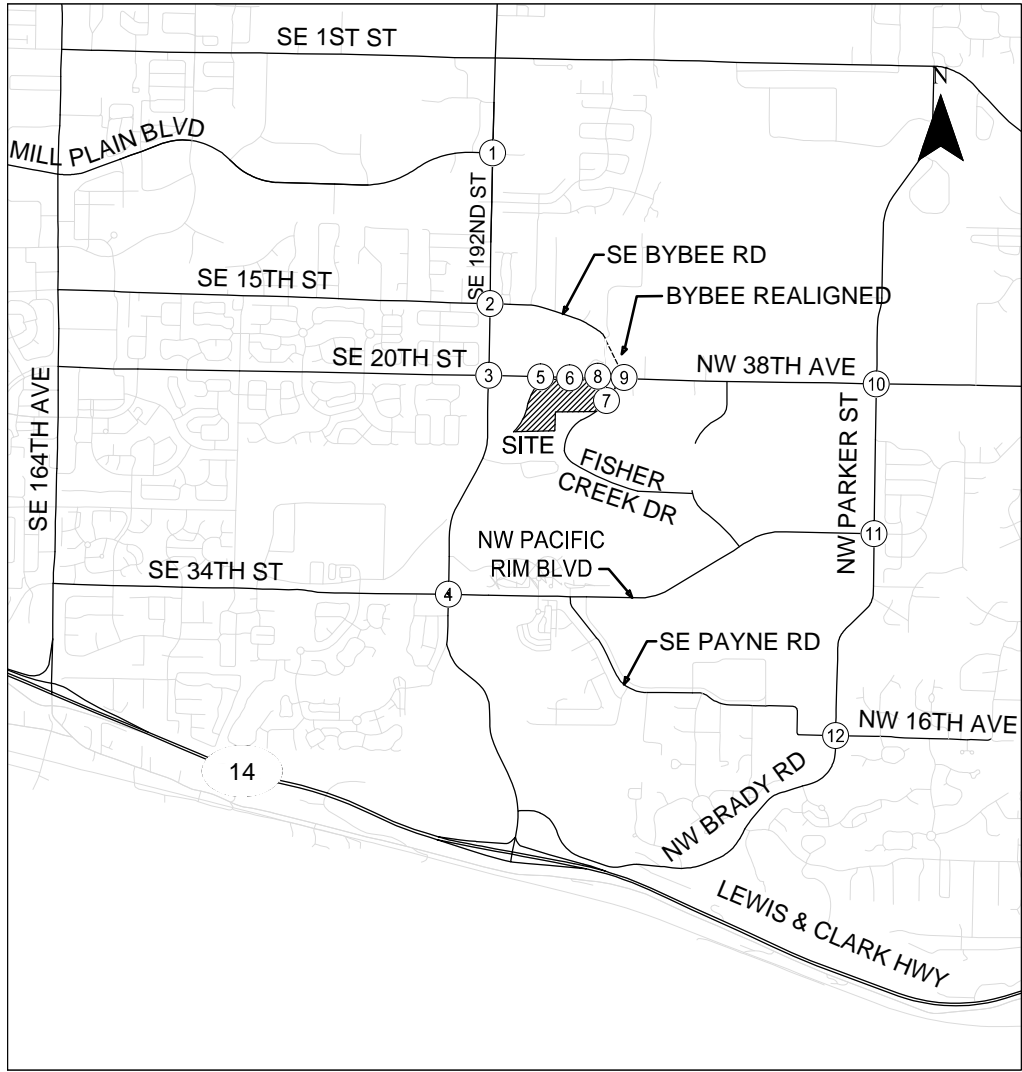 SE 1ST ST
N
MILL PLAIN BLVD
1
SE 192ND ST
SE BYBEE RD
SE 15TH ST
2
BYBEE REALIGNED
SE 20TH ST
3
5
6
8
9
NW 38TH AVE
10
7
SITE
SE 164TH AVE
FISHER
CREEK DR
NW PARKER ST
11
NW PACIFIC
RIM BLVD
SE 34TH ST
4
SE PAYNE RD
NW 16TH AVE
12
14
NW BRADY RD
LEWIS & CLARK HWY